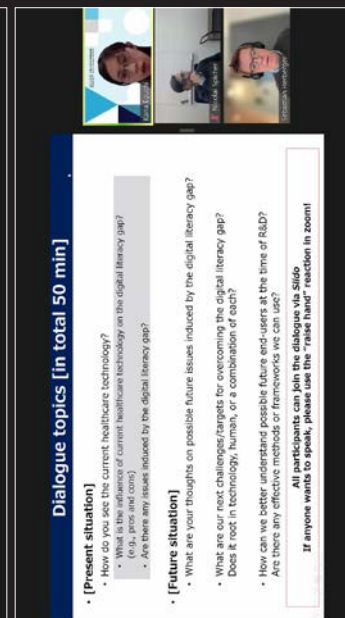 Dialogue topics [in total 50 min]
• [Present situation]
• How do you see the current healthcare technology?
• What is the influence of current healthcare technology on the digital literacy gap?
(e.g., pros and cons)
• Are there any issues induced by the digital literacy gap?
• [Future situation]
• What are your thoughts on possible future issues induced by the digital literacy gap?
• What are our next challenges/targets for overcoming the digital literacy gap?
Does it root in technology, human, or a combination of each?
• How can we better understand possible future end-users at the time of R&D?
Are there any effective methods or frameworks we can use?
All participants can join the dialogue via Slido
If anyone wants to speak, please use the "raise hand" reaction in zoom!
Nicolai Spicher